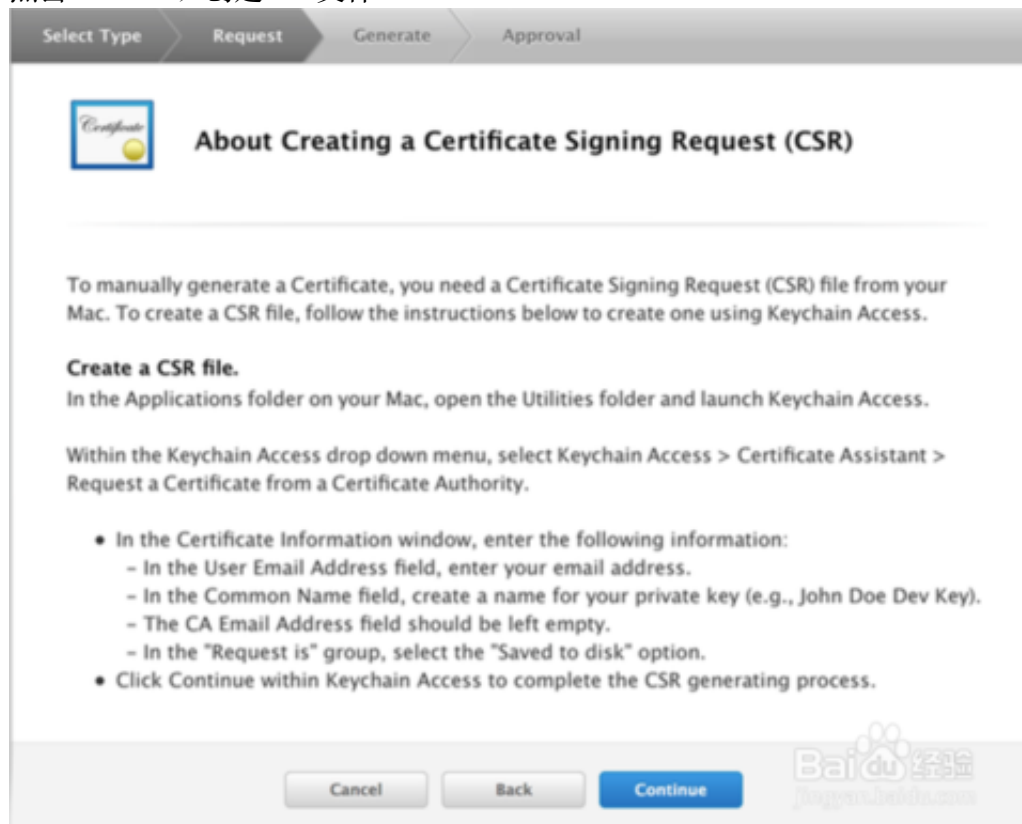 Select Type Request Generate Approval
Certificate
About Creating a Certificate Signing Request (CSR)
To manually generate a Certificate, you need a Certificate Signing Request (CSR) file from your
Mac. To create a CSR file, follow the instructions below to create one using Keychain Access.
Create a CSR file.
In the Applications folder on your Mac, open the Utilities folder and launch Keychain Access.
Within the Keychain Access drop down menu, select Keychain Access > Certificate Assistant >
Request a Certificate from a Certificate Authority.
• In the Certificate Information window, enter the following information:
– In the User Email Address field, enter your email address.
– In the Common Name field, create a name for your private key (e.g., John Doe Dev Key).
– The CA Email Address field should be left empty.
– In the "Request is" group, select the "Saved to disk" option.
• Click Continue within Keychain Access to complete the CSR generating process.
Baidu 经验
jingyan.baidu.com
Cancel Back Continue